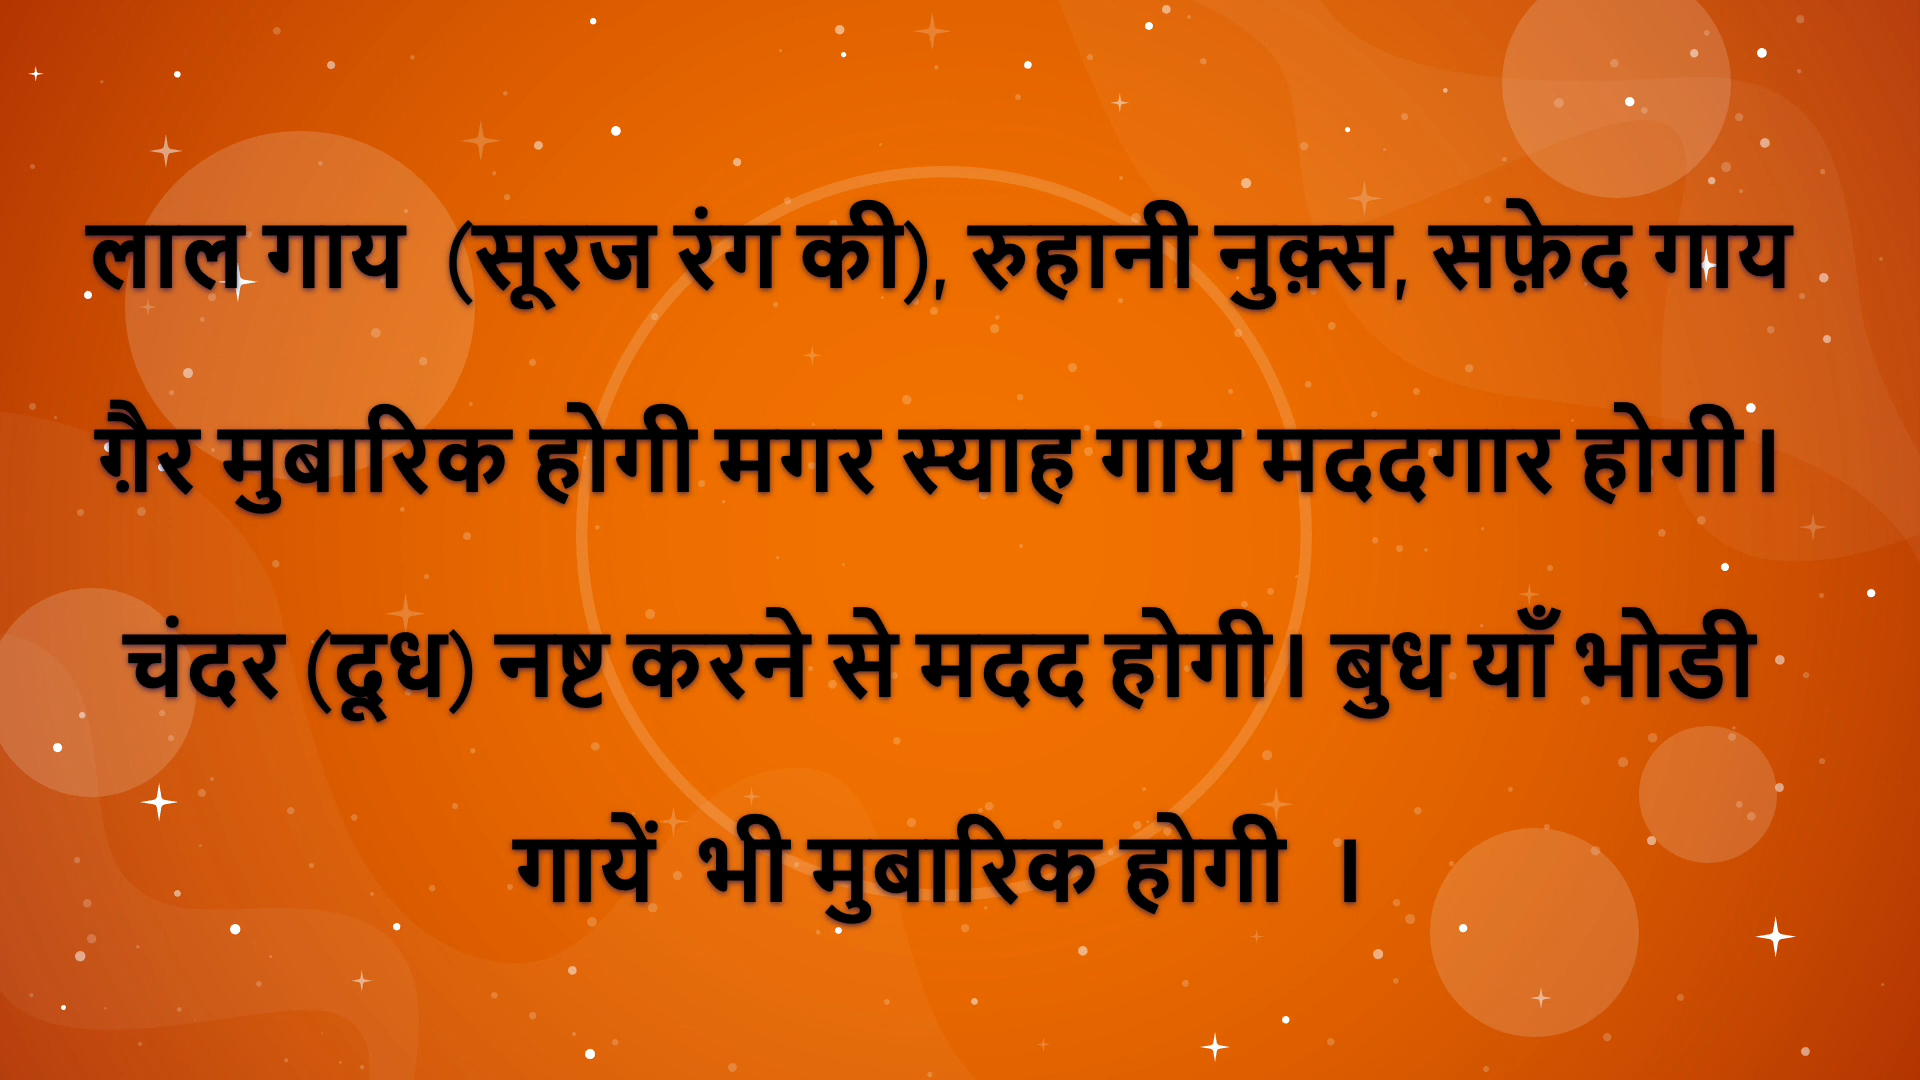 लाल गाय (सूरज रंग की), रुहानी नुक़्स, सफ़ेद गाय
ग़ैर मुबारिक होगी मगर स्याह गाय मददगार होगी।
चंदर (दूध) नष्ट करने से मदद होगी। बुध याँ भोडी
गायें भी मुबारिक होगी ।